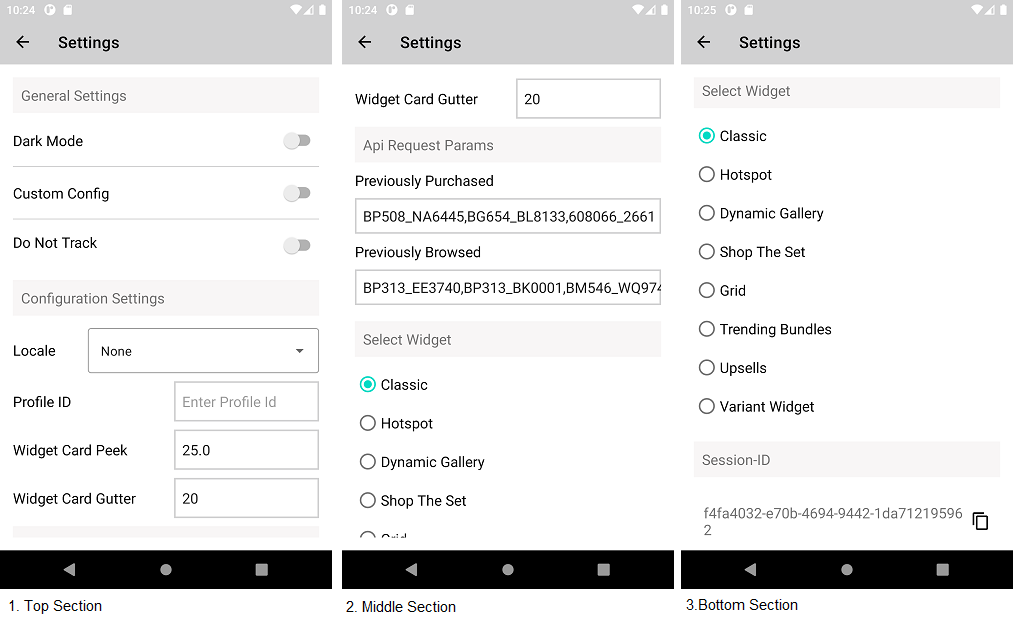 10:24
Settings
General Settings
Dark Mode
Custom Config
Do Not Track
Configuration Settings
Locale None
Profile ID Enter Profile Id
Widget Card Peek 25.0
Widget Card Gutter 20
1. Top Section
10:24
Settings
Widget Card Gutter 20
Api Request Params
Previously Purchased
BP508_NA6445,BG654_BL8133,608066_2661
Previously Browsed
BP313_EE3740,BP313_BK0001,BM546_WQ974
Select Widget
Classic
Hotspot
Dynamic Gallery
Shop The Set
Grid
2. Middle Section
10:25
Settings
Select Widget
Classic
Hotspot
Dynamic Gallery
Shop The Set
Grid
Trending Bundles
Upsells
Variant Widget
Session-ID
f4fa4032-e70b-4694-9442-1da71219596
2
3.Bottom Section